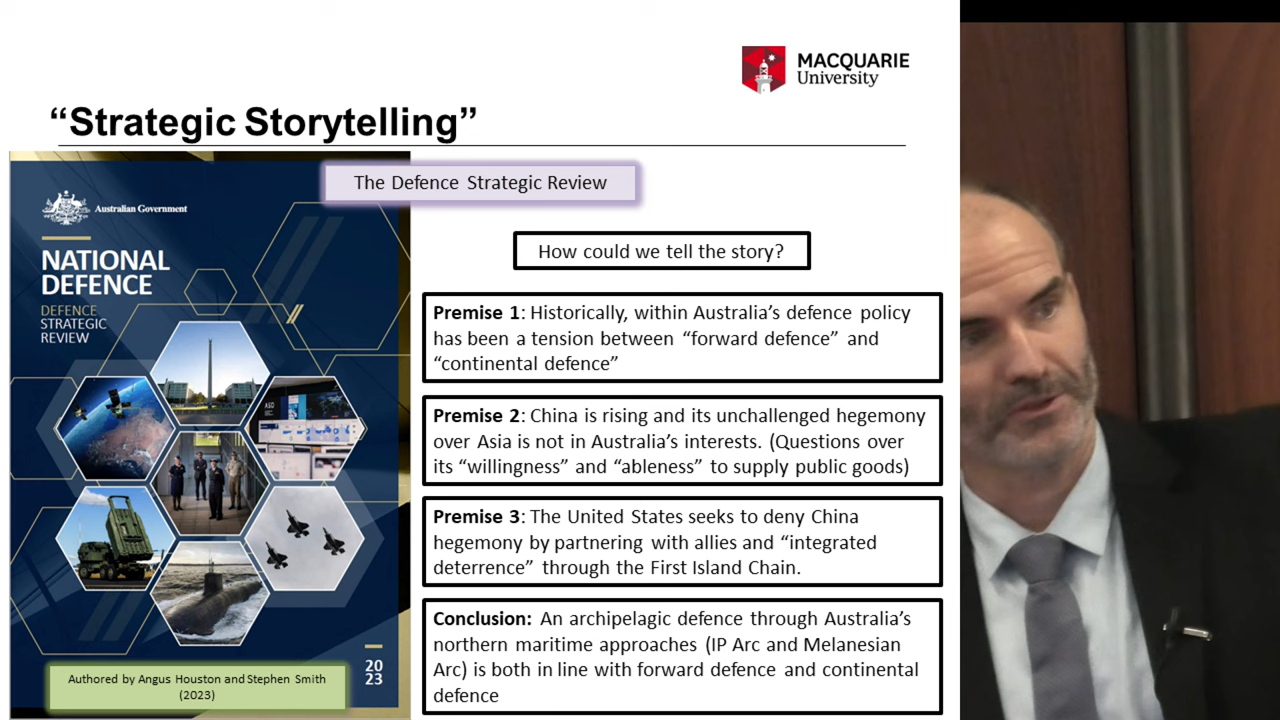 MACQUARIE
University
“Strategic Storytelling”
The Defence Strategic Review
Australian Government
NATIONAL
DEFENCE
DEFENCE
STRATEGIC
REVIEW
ASD
20
23
Authored by Angus Houston and Stephen Smith
(2023)
How could we tell the story?
Premise 1: Historically, within Australia’s defence policy
has been a tension between “forward defence” and
“continental defence”
Premise 2: China is rising and its unchallenged hegemony
over Asia is not in Australia’s interests. (Questions over
its “willingness” and “ableness” to supply public goods)
Premise 3: The United States seeks to deny China
hegemony by partnering with allies and “integrated
deterrence” through the First Island Chain.
Conclusion: An archipelagic defence through Australia’s
northern maritime approaches (IP Arc and Melanesian
Arc) is both in line with forward defence and continental
defence